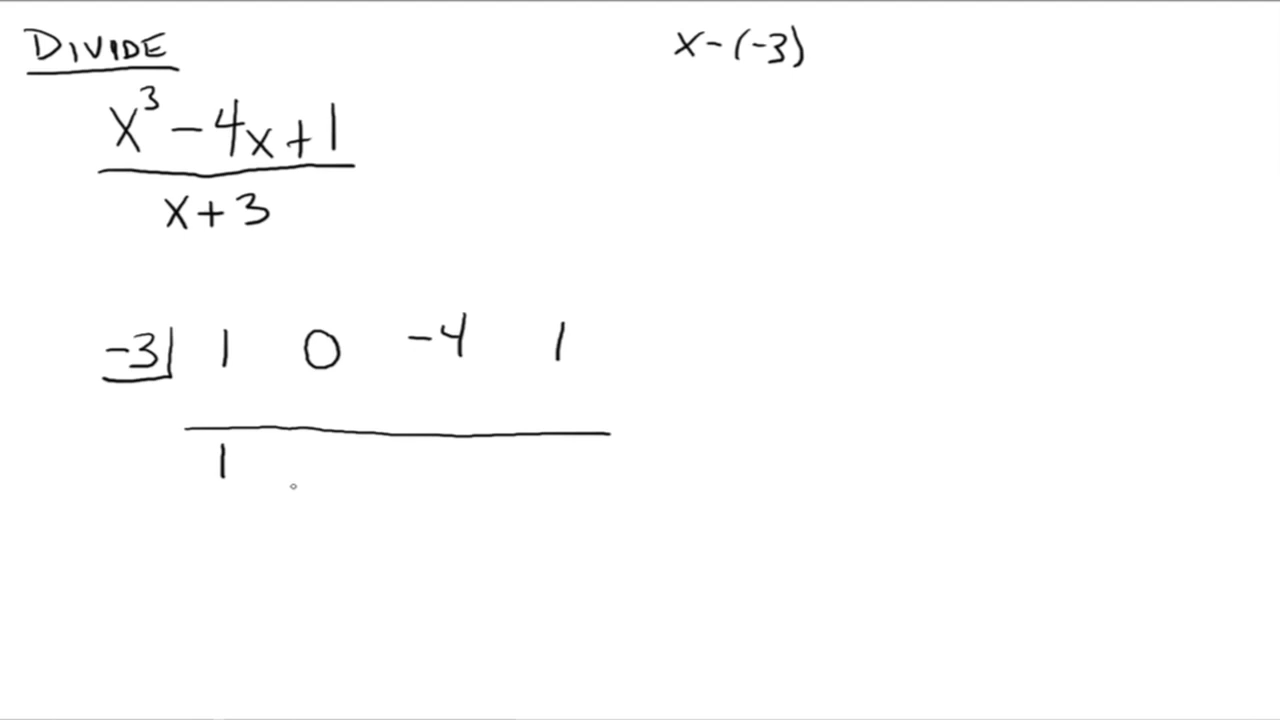 DIVIDE
x - (-3)
x³ - 4x + 1
x + 3
-3| 1 0 -4 1
1